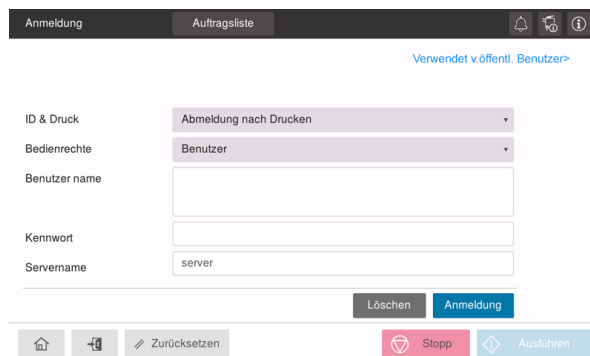 Anmeldung Auftragsliste
Verwendet v.öffentl. Benutzer>
ID & Druck Abmeldung nach Drucken
Bedienrechte Benutzer
Benutzer name
Kennwort
Servername server
Löschen Anmeldung
Zurücksetzen Stopp Ausführen